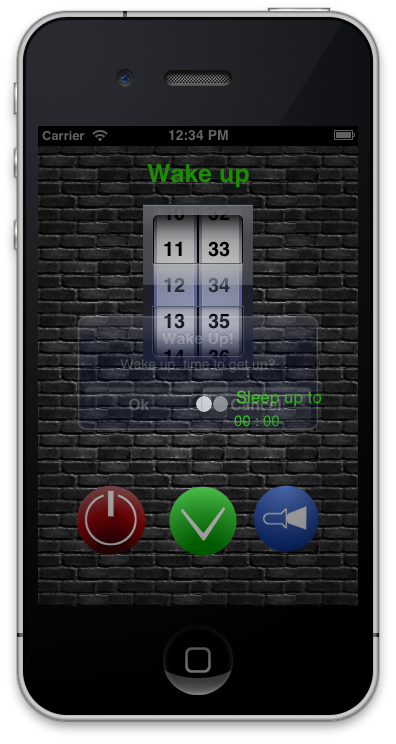 Carrier 12:34 PM
Wake up
10 32
11 33
12 34
13 35
14 36
Wake Up!
Wake up, time to get up?
Ok Cancel
Sleep up to
00 : 00